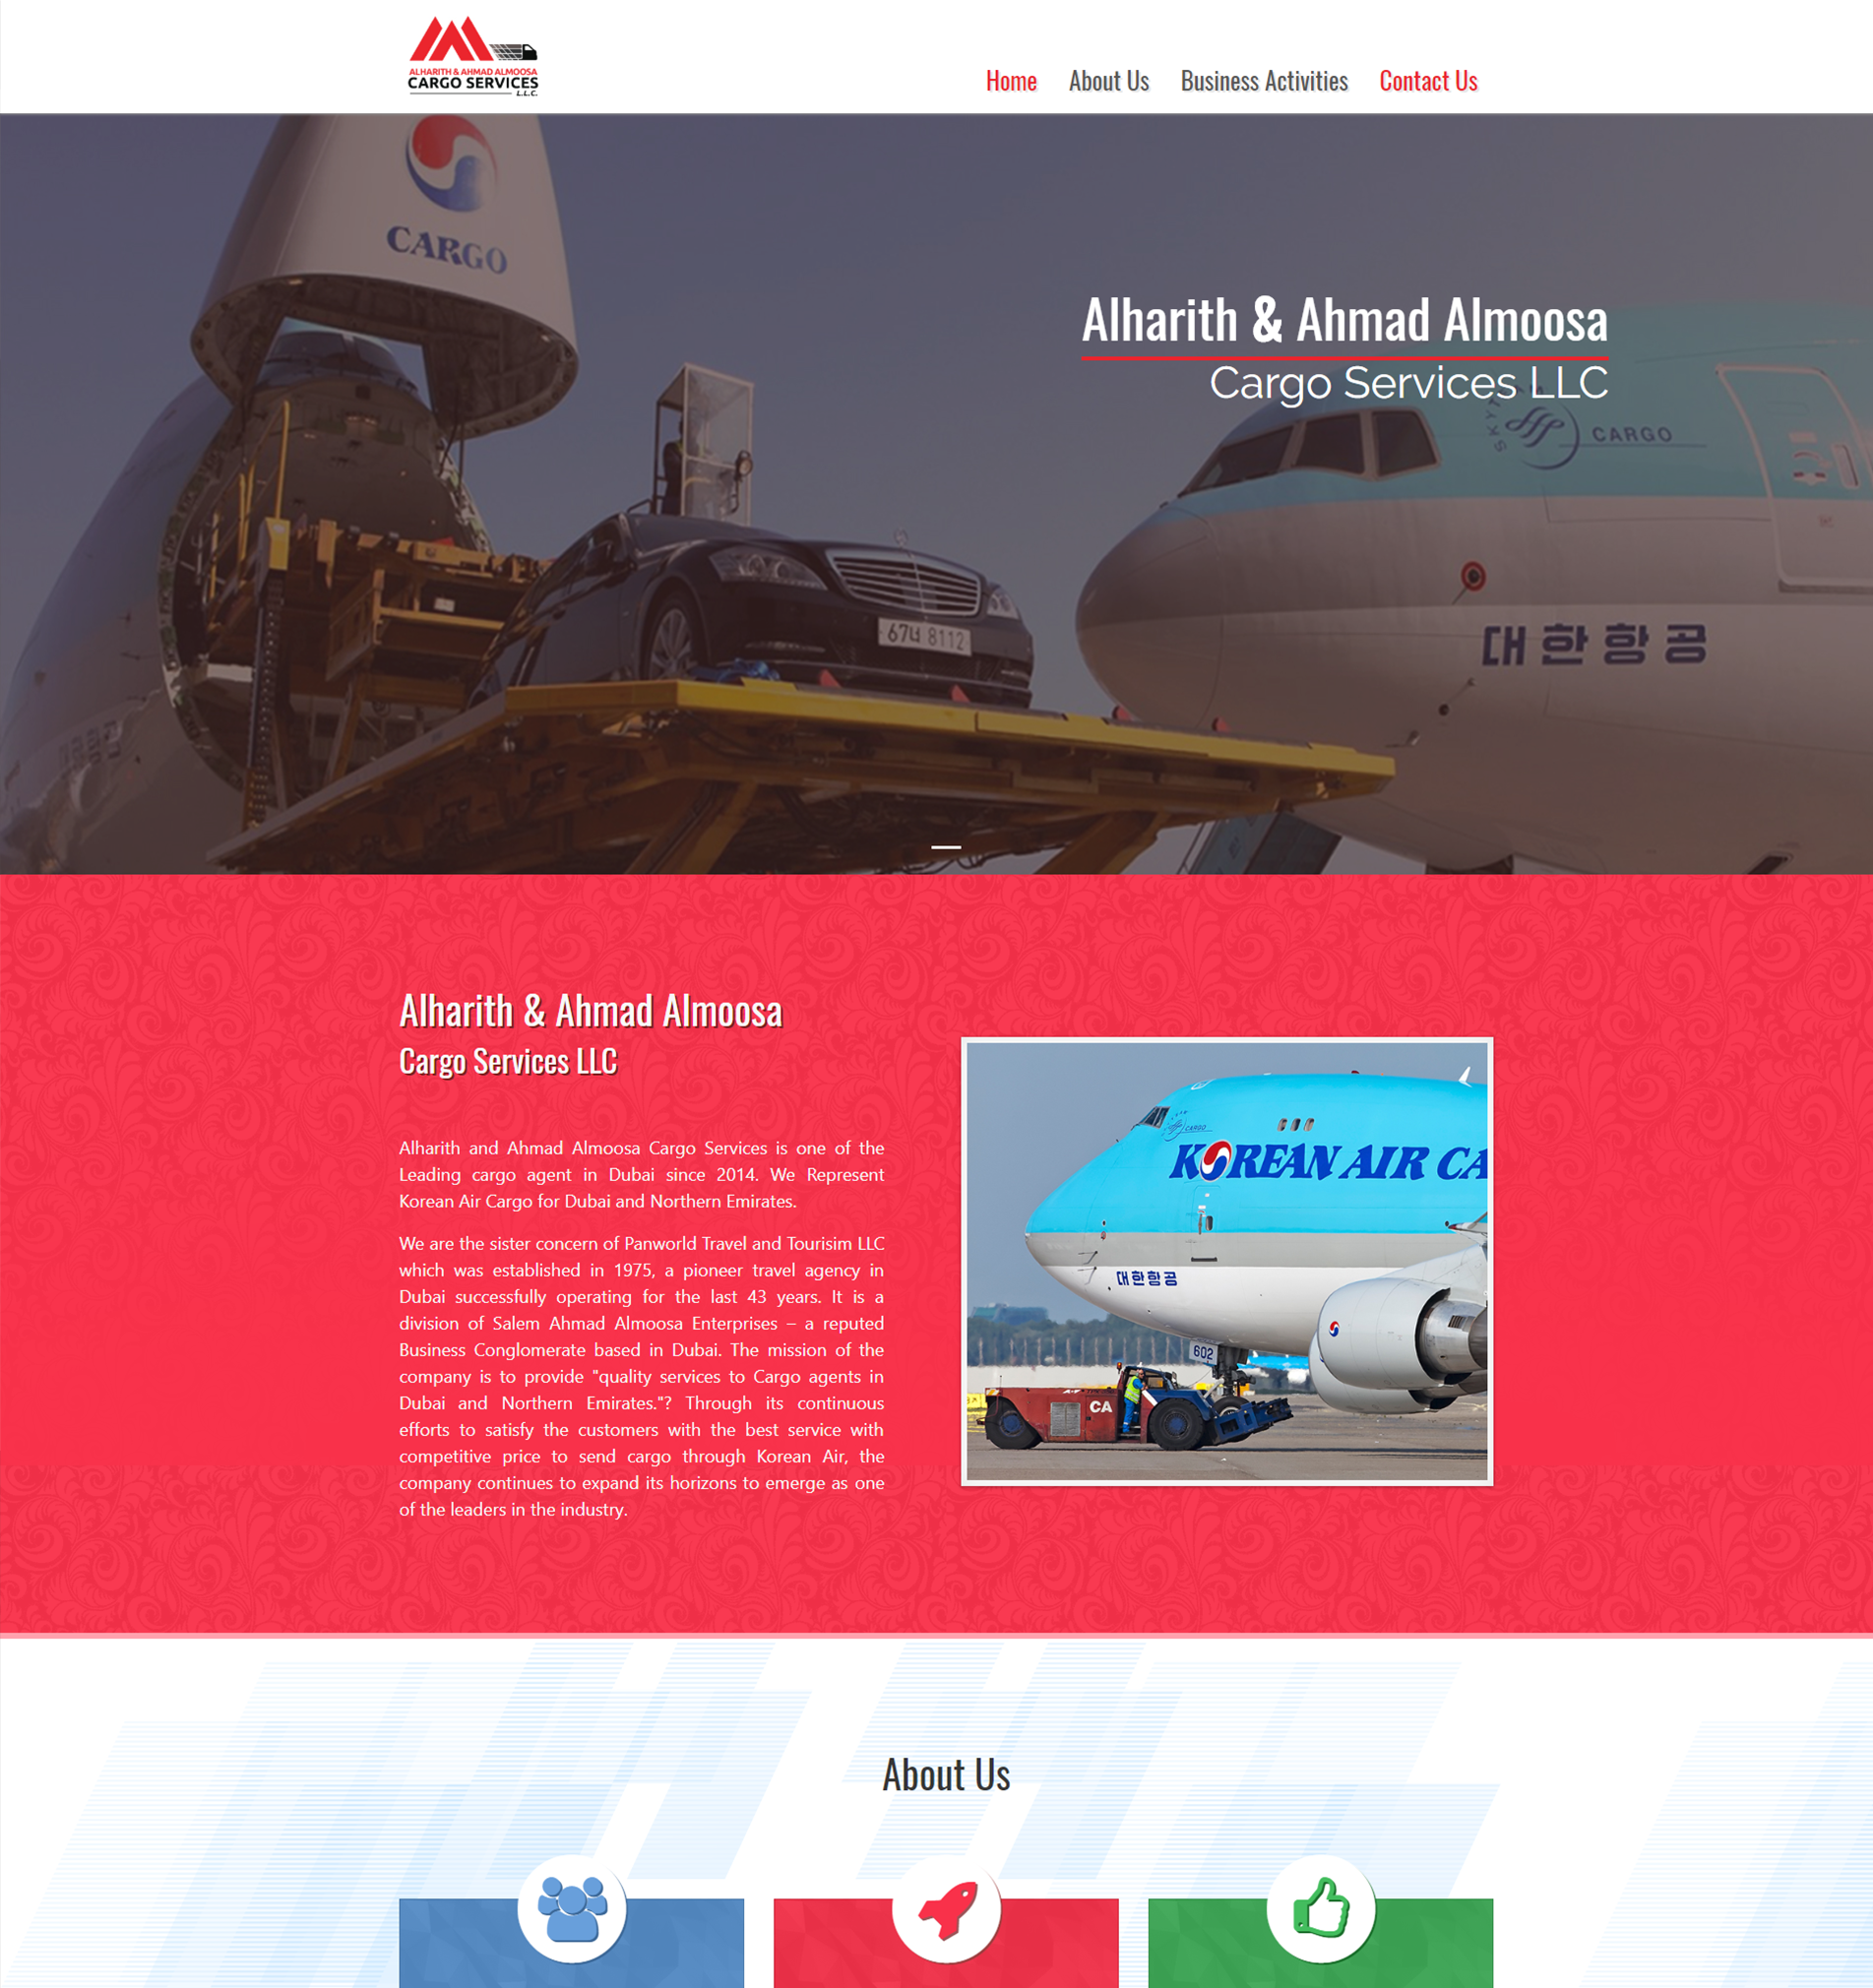 ALHARITH & AHMAD ALMOOSA
CARGO SERVICES
L.L.C.
Home
About Us
Business Activities
Contact Us
CARGO
Alharith & Ahmad Almoosa
Cargo Services LLC
SKYTEAM
CARGO
67너 8112
대한항공
Alharith & Ahmad Almoosa
Cargo Services LLC
Alharith and Ahmad Almoosa Cargo Services is one of the
Leading cargo agent in Dubai since 2014. We Represent
Korean Air Cargo for Dubai and Northern Emirates.
We are the sister concern of Panworld Travel and Tourisim LLC
which was established in 1975, a pioneer travel agency in
Dubai successfully operating for the last 43 years. It is a
division of Salem Ahmad Almoosa Enterprises – a reputed
Business Conglomerate based in Dubai. The mission of the
company is to provide "quality services to Cargo agents in
Dubai and Northern Emirates."? Through its continuous
efforts to satisfy the customers with the best service with
competitive price to send cargo through Korean Air, the
company continues to expand its horizons to emerge as one
of the leaders in the industry.
CARGO
KOREAN AIR CA
대한항공
602
CA
About Us